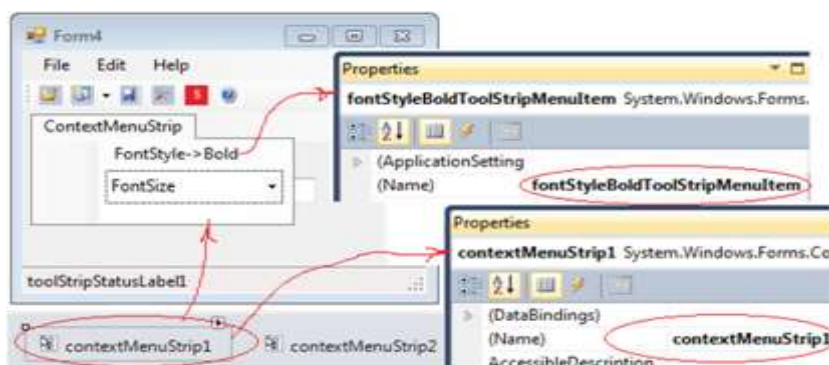 Form4
File Edit Help
S
ContextMenuStrip
FontStyle->Bold
FontSize
toolStripStatusLabel1
contextMenuStrip1
contextMenuStrip2
Properties
fontStyleBoldToolStripMenuItem System.Windows.Forms.
(ApplicationSetting
(Name) fontStyleBoldToolStripMenuItem
Properties
contextMenuStrip1 System.Windows.Forms.Co
(DataBindings)
(Name) contextMenuStrip1
AccessibleDescription